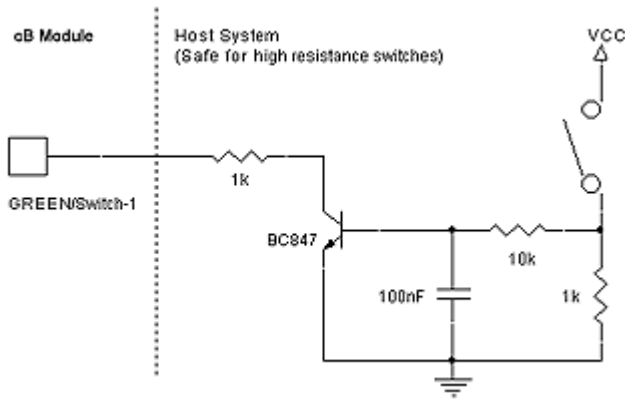 cB Module
Host System
(Safe for high resistance switches)
VCC
1k
GREEN/Switch-1
BC847
10k
100nF
1k